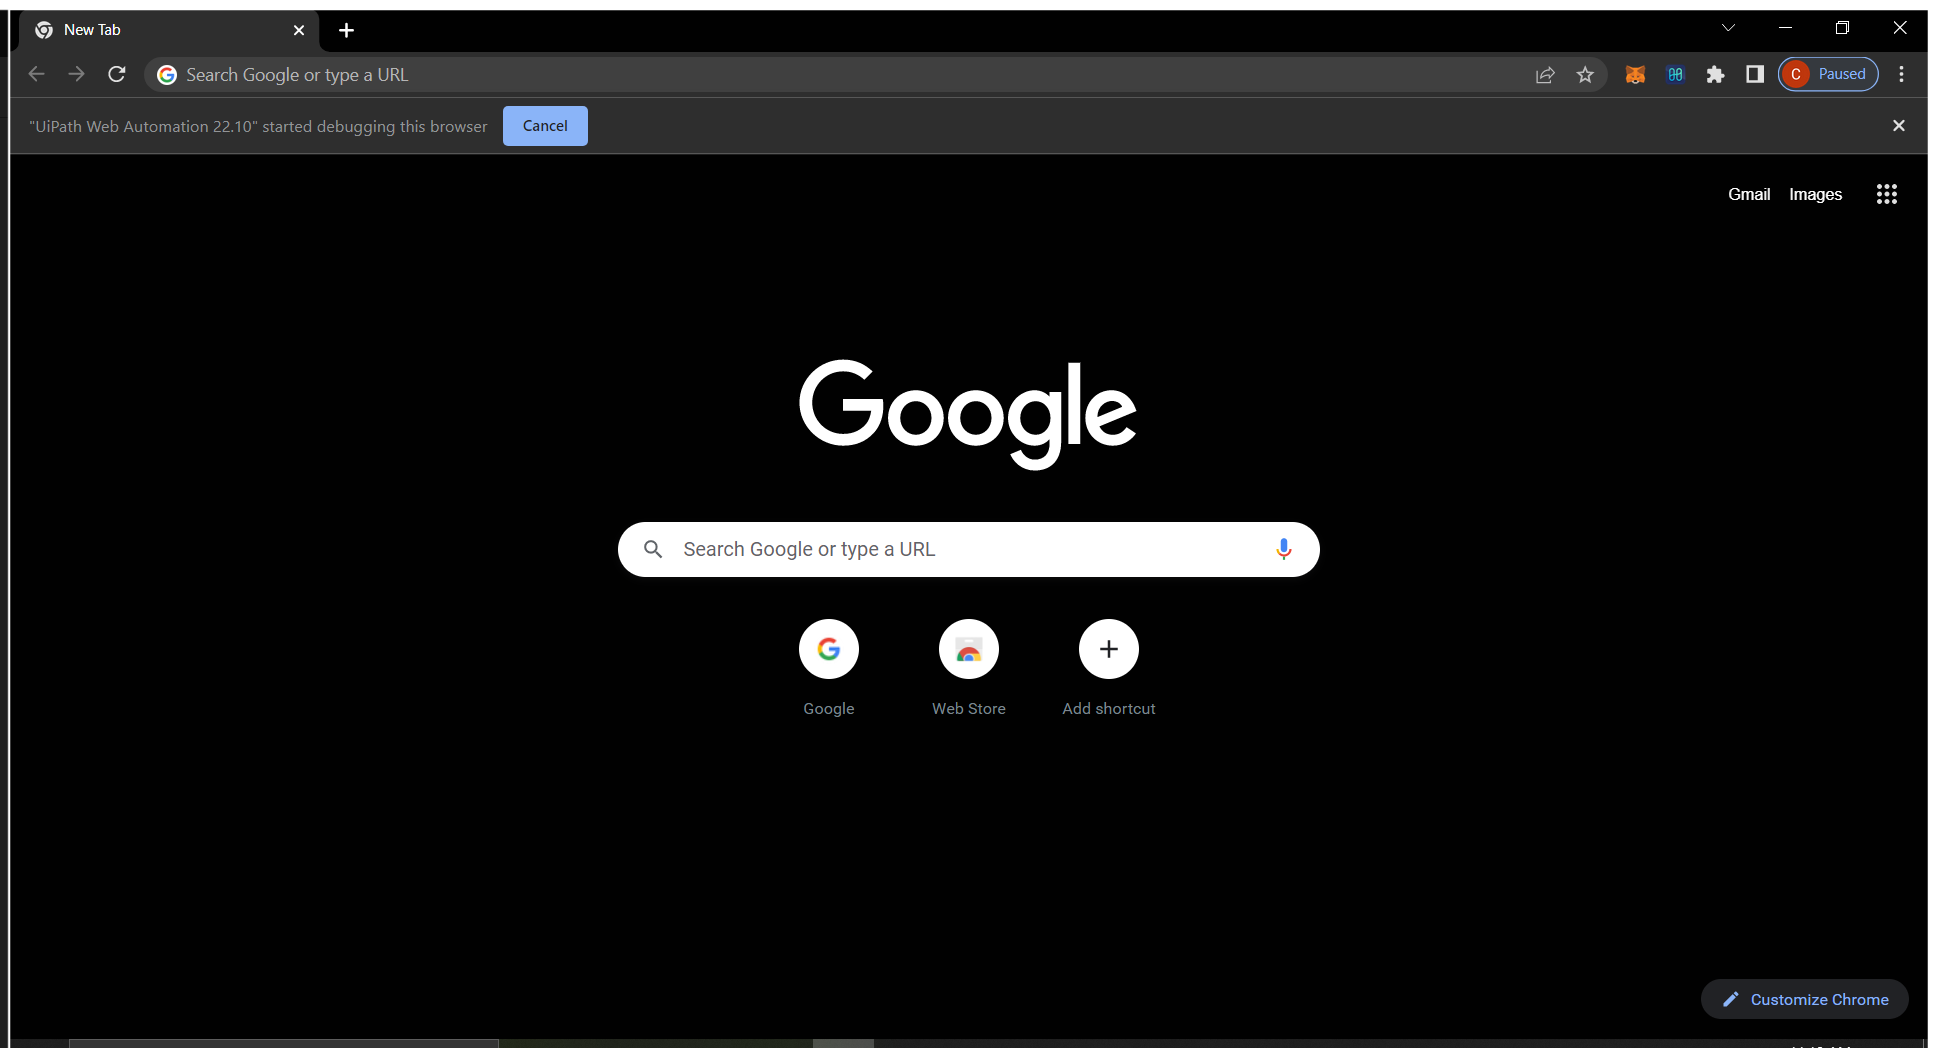 New Tab
Search Google or type a URL
C Paused
"UiPath Web Automation 22.10" started debugging this browser
Cancel
Gmail Images
Google
Search Google or type a URL
Google
Web Store
Add shortcut
Customize Chrome